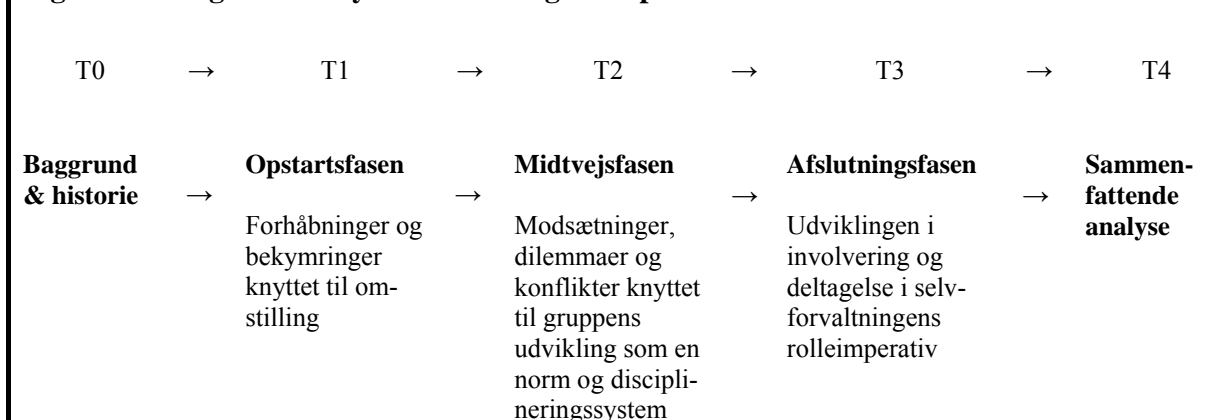 T0 → T1 → T2 → T3 → T4
Baggrund
& historie
→
Opstartsfasen
Forhåbninger og
bekymringer
knyttet til om-
stilling
→
Midtvejsfasen
Modsætninger,
dilemmaer og
konflikter knyttet
til gruppens
udvikling som en
norm og discipli-
neringssystem
→
Afslutningsfasen
Udviklingen i
involvering og
deltagelse i selv-
forvaltningens
rolleimperativ
→
Sammen-
fattende
analyse